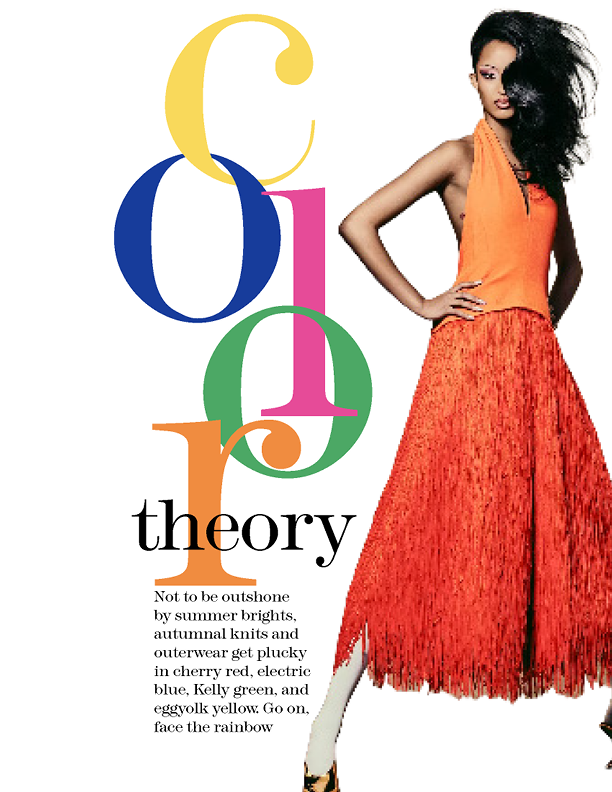 color
theory
Not to be outshone
by summer brights,
autumnal knits and
outerwear get plucky
in cherry red, electric
blue, Kelly green, and
eggyolk yellow. Go on,
face the rainbow